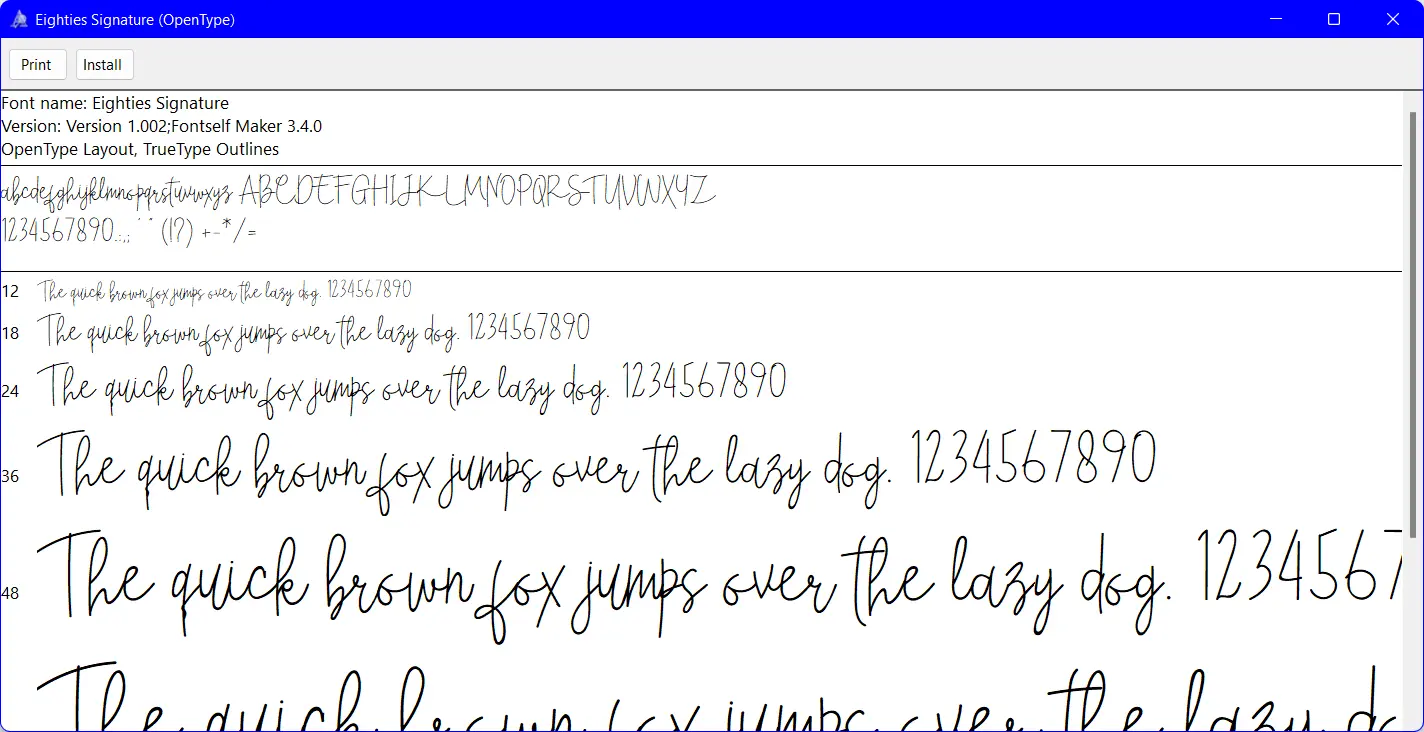 Eighties Signature (OpenType)
Print Install
Font name: Eighties Signature
Version: Version 1.002;Fontself Maker 3.4.0
OpenType Layout, TrueType Outlines
abcdefghijklmnopqrstuvwxyz ABCDEFGHIJKLMNOPQRSTUVWXYZ
1234567890.:,; ' " (!?) +-*/=
12 The quick brown fox jumps over the lazy dog. 1234567890
18 The quick brown fox jumps over the lazy dog. 1234567890
24 The quick brown fox jumps over the lazy dog. 1234567890
36 The quick brown fox jumps over the lazy dog. 1234567890
48 The quick brown fox jumps over the lazy dog. 1234567
The quick brown fox jumps over the lazy do